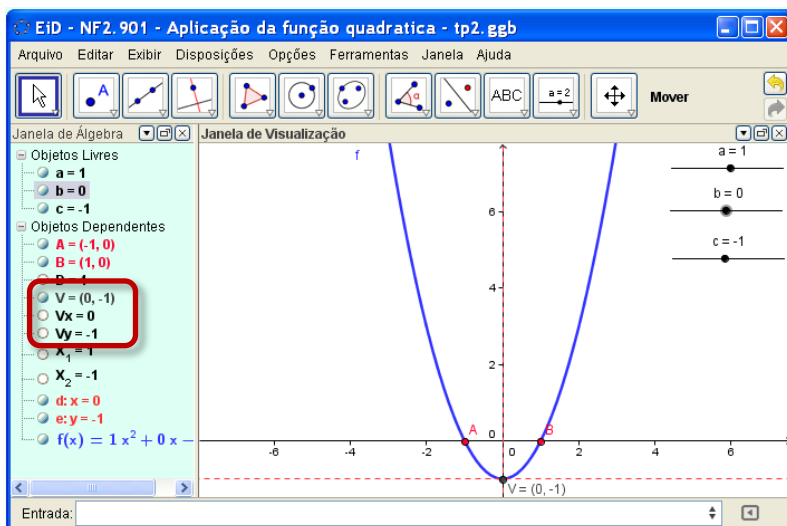 EiD - NF2.901 - Aplicação da função quadratica - tp2.ggb
Arquivo Editar Exibir Disposições Opções Ferramentas Janela Ajuda
A α ABC a=2 Mover
Janela de Álgebra
Objetos Livres
a = 1
b = 0
c = -1
Objetos Dependentes
A = (-1, 0)
B = (1, 0)
V = (0, -1)
Vx = 0
Vy = -1
X₁ = 1
X₂ = -1
d: x = 0
e: y = -1
f(x) = 1 x² + 0 x −
Janela de Visualização
f
a = 1
b = 0
c = -1
6
4
2
0
A
B
-6 -4 -2 0 2 4 6
V = (0, -1)
Entrada: